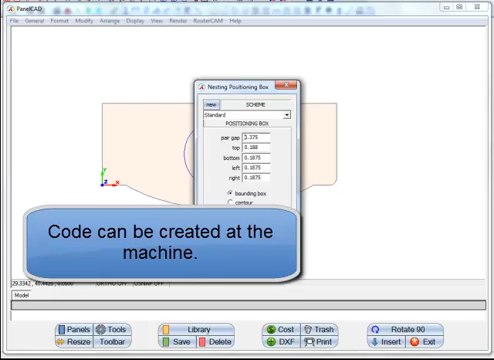 PanelCAD
File General Format Modify Arrange Display View Render RouterCAM Help
Nesting Positioning Box
new SCHEME
Standard
POSITIONING BOX
pair gap 0.375
top 0.188
bottom 0.1875
left 0.1875
right 0.1875
bounding box
contour
Code can be created at the
machine.
Y
Z X
Model
Panels Tools Library Cost Trash Rotate 90
Resize Toolbar Save Delete DXF Print Insert Exit